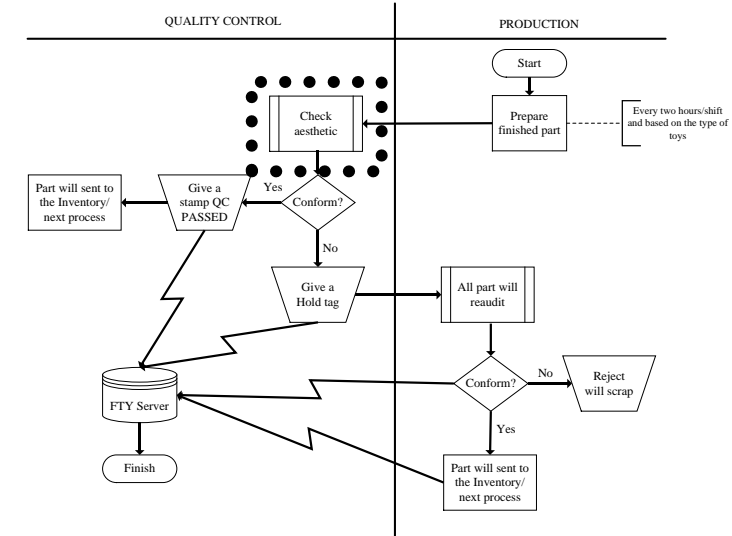 QUALITY CONTROL
PRODUCTION
Start
Prepare
finished part
Every two hours/shift
and based on the type of
toys
Check
aesthetic
Conform?
Yes
Give a
stamp QC
PASSED
Part will sent to
the Inventory/
next process
No
Give a
Hold tag
All part will
reaudit
Conform?
No
Reject
will scrap
Yes
Part will sent to
the Inventory/
next process
FTY Server
Finish